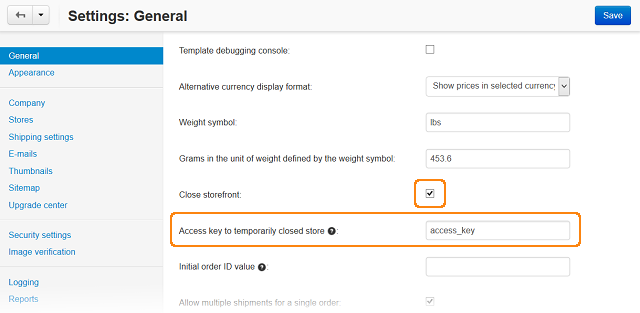 Settings: General
Save
General
Appearance
Company
Stores
Shipping settings
E-mails
Thumbnails
Sitemap
Upgrade center
Security settings
Image verification
Logging
Reports
Template debugging console:
Alternative currency display format: Show prices in selected currency
Weight symbol: lbs
Grams in the unit of weight defined by the weight symbol: 453.6
Close storefront:
Access key to temporarily closed store ?: access_key
Initial order ID value ?:
Allow multiple shipments for a single order: